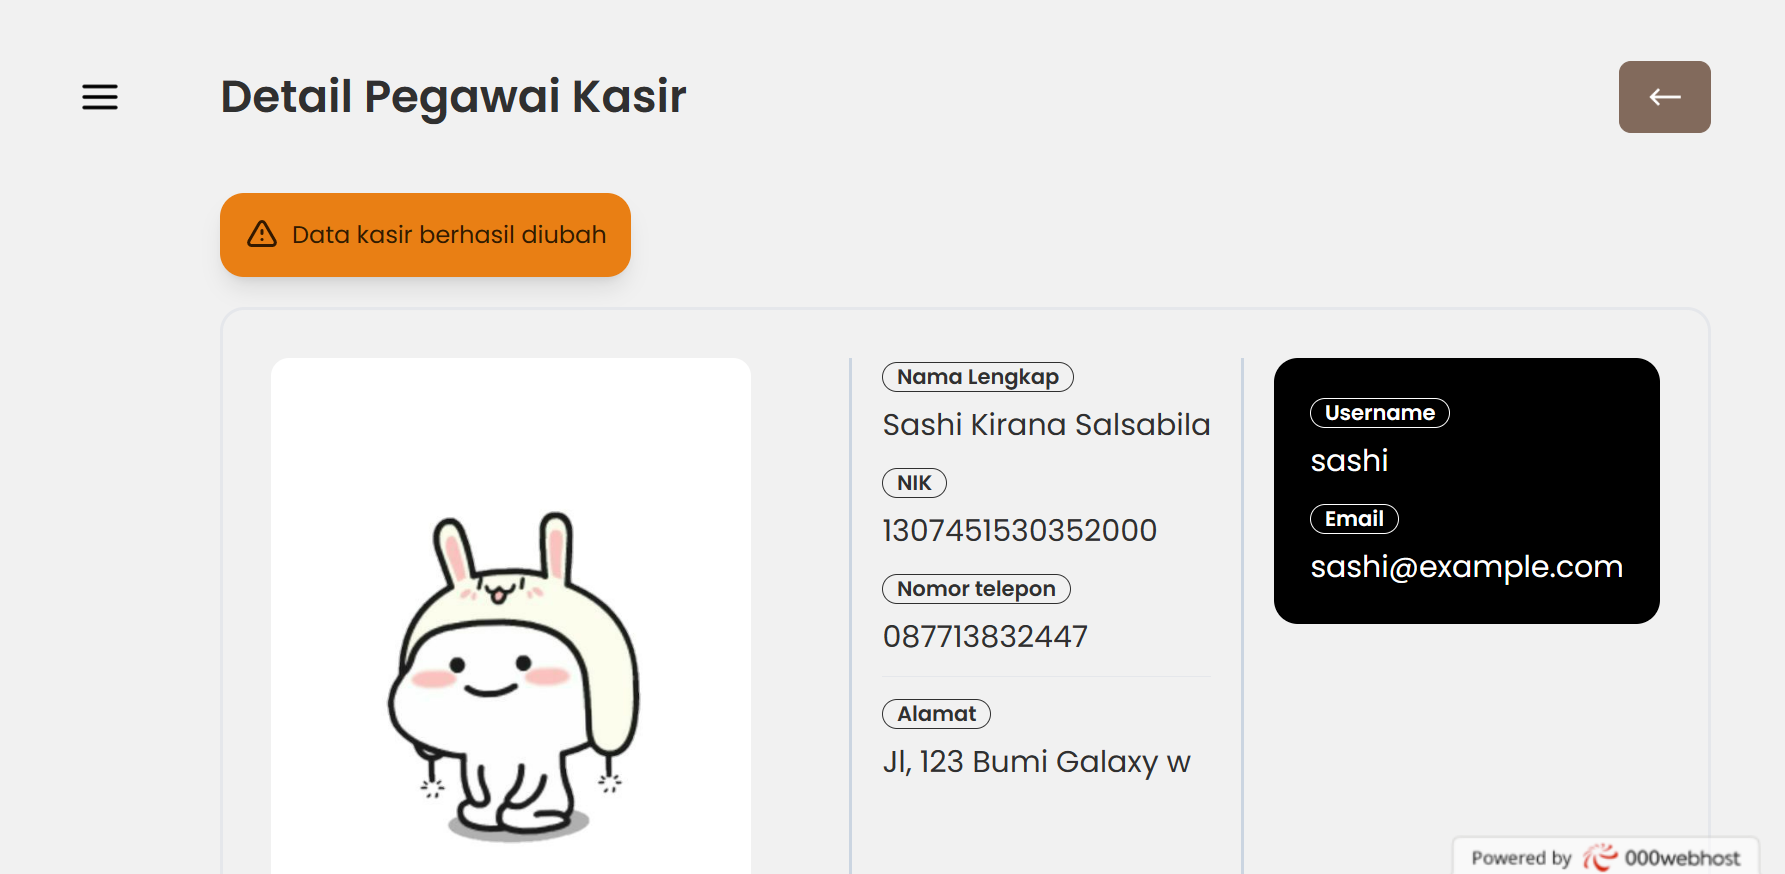 Detail Pegawai Kasir
Data kasir berhasil diubah
Nama Lengkap
Sashi Kirana Salsabila
NIK
1307451530352000
Nomor telepon
087713832447
Alamat
Jl, 123 Bumi Galaxy w
Username
sashi
Email
sashi@example.com
Powered by 000webhost